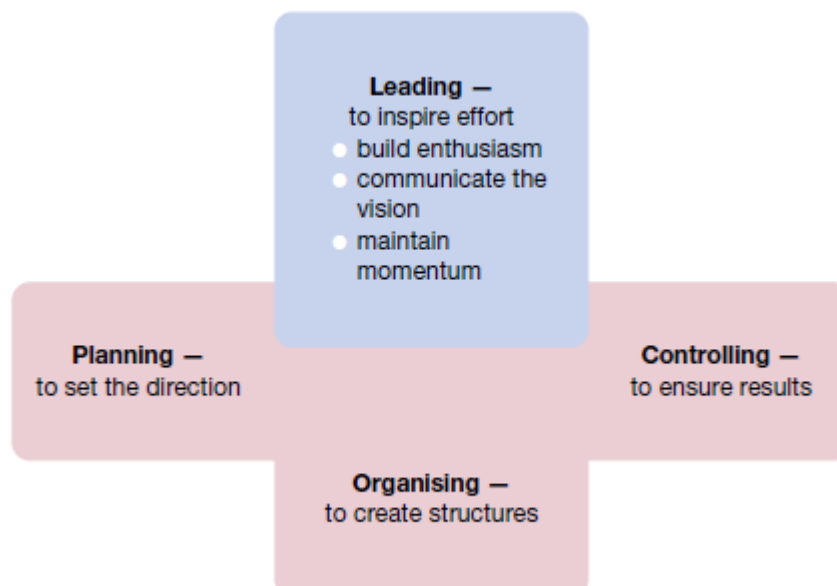 Leading —
to inspire effort
build enthusiasm
communicate the
vision
maintain
momentum
Planning —
to set the direction
Controlling —
to ensure results
Organising —
to create structures